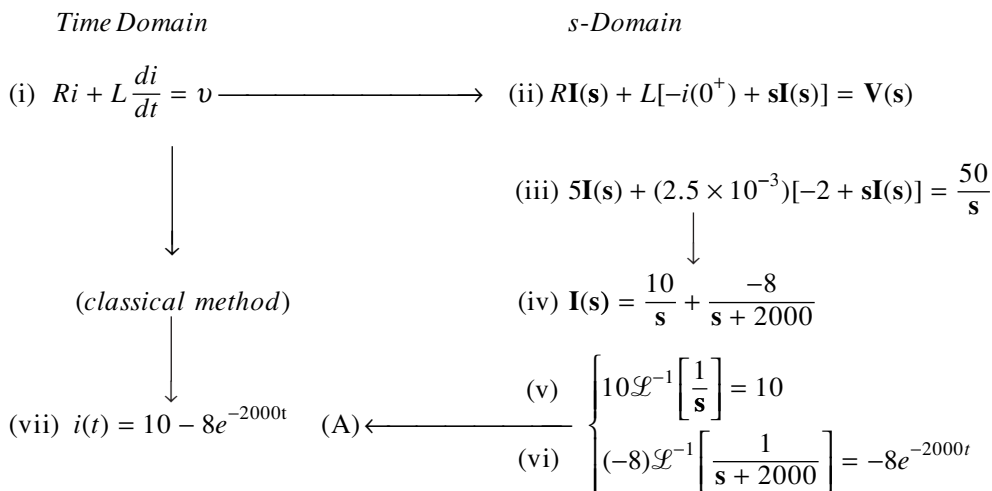 Time Domain
s-Domain
(i) Ri + L di/dt = υ
(ii) RI(s) + L[−i(0⁺) + sI(s)] = V(s)
(iii) 5I(s) + (2.5 × 10⁻³)[−2 + sI(s)] = 50/s
(classical method)
(iv) I(s) = 10/s + −8/(s + 2000)
(v) 10ℒ⁻¹[1/s] = 10
(vii) i(t) = 10 − 8e^(−2000t) (A)
(vi) (−8)ℒ⁻¹[1/(s + 2000)] = −8e^(−2000t)